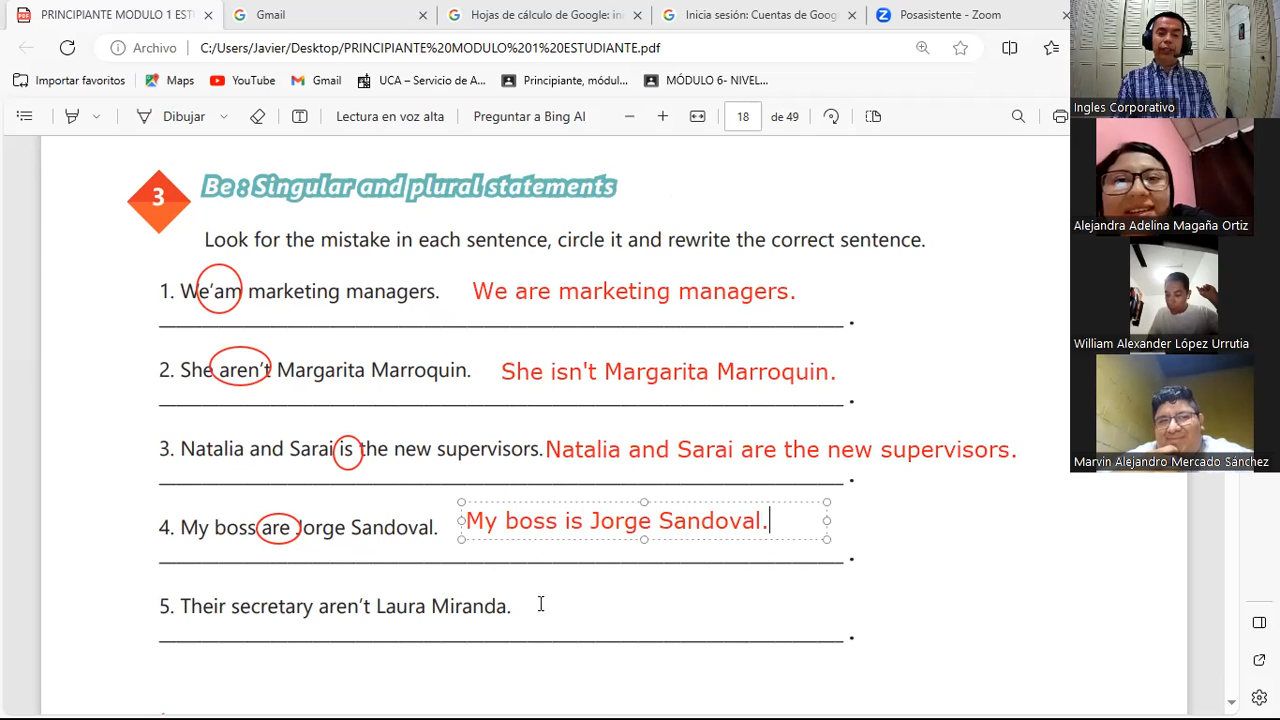 PRINCIPIANTE MODULO 1 EST
Gmail
Hojas de cálculo de Google: ini
Inicia sesión: Cuentas de Goog
Posasistente - Zoom
Archivo
C:/Users/Javier/Desktop/PRINCIPIANTE%20MODULO%201%20ESTUDIANTE.pdf
Importar favoritos
Maps
YouTube
Gmail
UCA – Servicio de A...
Principiante, módul...
MÓDULO 6- NIVEL...
Dibujar
Lectura en voz alta
Preguntar a Bing AI
18
de 49
Ingles Corporativo
Alejandra Adelina Magaña Ortiz
William Alexander López Urrutia
Marvin Alejandro Mercado Sánchez
3
Be : Singular and plural statements
Look for the mistake in each sentence, circle it and rewrite the correct sentence.
1. We’am marketing managers. We are marketing managers.
2. She aren’t Margarita Marroquin. She isn't Margarita Marroquin.
3. Natalia and Sarai is the new supervisors. Natalia and Sarai are the new supervisors.
4. My boss are Jorge Sandoval. My boss is Jorge Sandoval.
5. Their secretary aren’t Laura Miranda.